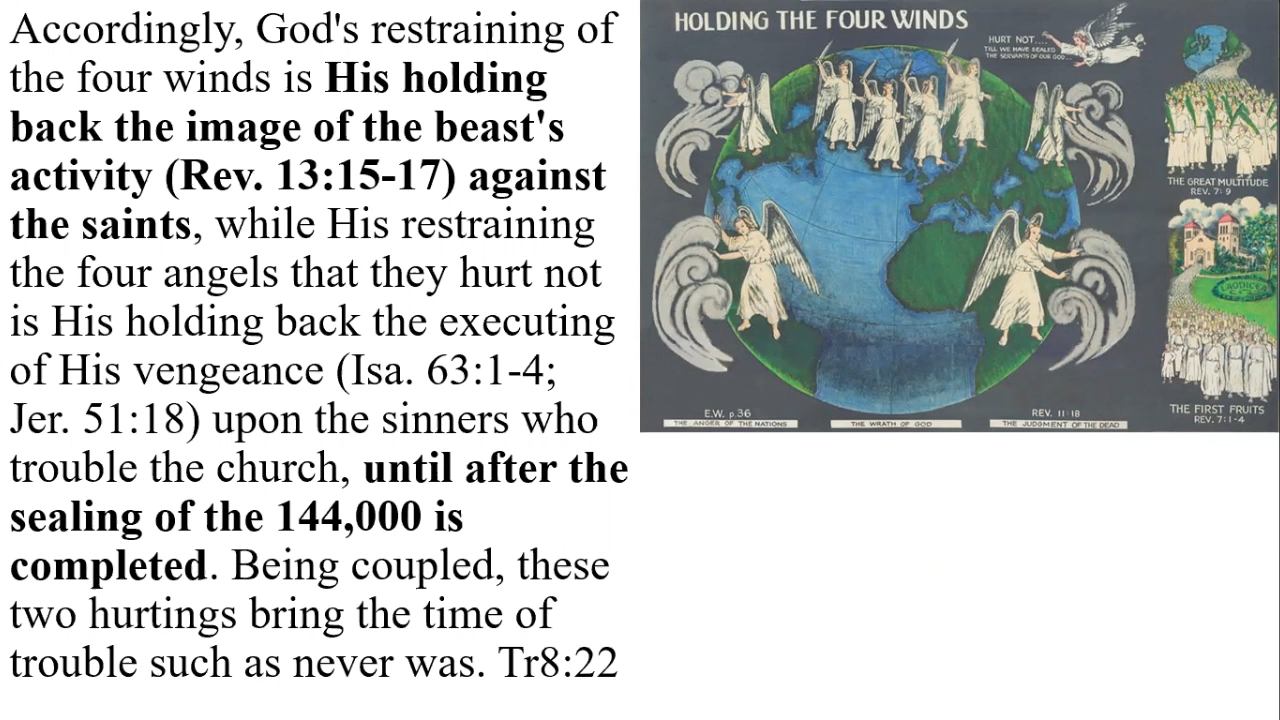 Accordingly, God's restraining of
the four winds is His holding
back the image of the beast's
activity (Rev. 13:15-17) against
the saints, while His restraining
the four angels that they hurt not
is His holding back the executing
of His vengeance (Isa. 63:1-4;
Jer. 51:18) upon the sinners who
trouble the church, until after the
sealing of the 144,000 is
completed. Being coupled, these
two hurtings bring the time of
trouble such as never was. Tr8:22
HOLDING THE FOUR WINDS
HURT NOT....
TILL WE HAVE SEALED
THE SERVANTS OF OUR GOD...
THE GREAT MULTITUDE
REV. 7:9
LAODICEA
THE FIRST FRUITS
REV. 7:1-4
E.W. p.36
THE ANGER OF THE NATIONS
THE WRATH OF GOD
REV. 11:18
THE JUDGMENT OF THE DEAD